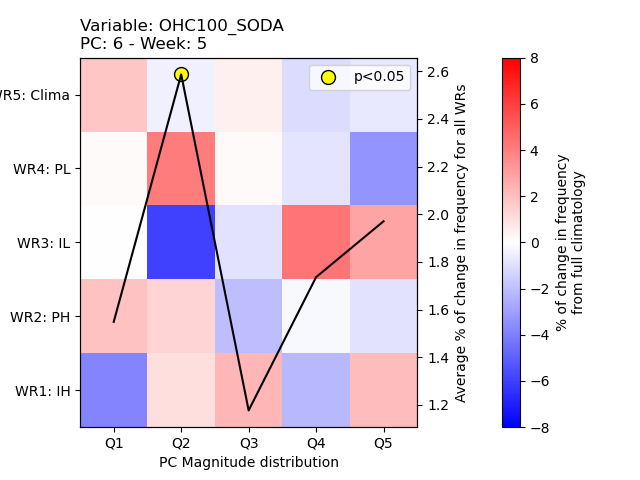 Variable: OHC100_SODA
PC: 6 - Week: 5
p<0.05
WR5: Clima
WR4: PL
WR3: IL
WR2: PH
WR1: IH
Q1 Q2 Q3 Q4 Q5
PC Magnitude distribution
2.6
2.4
2.2
2.0
1.8
1.6
1.4
1.2
Average % of change in frequency for all WRs
8
6
4
2
0
−2
−4
−6
−8
% of change in frequency
from full climatology